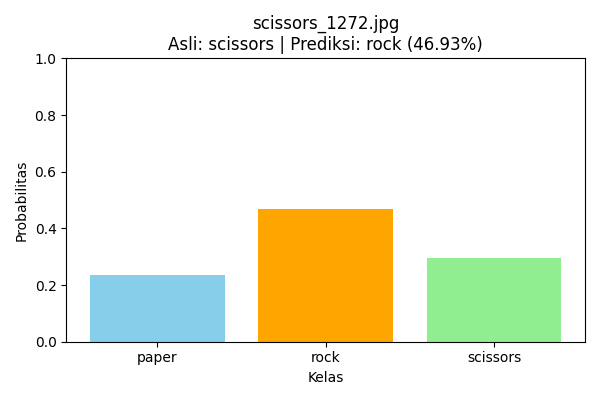 scissors_1272.jpg
Asli: scissors | Prediksi: rock (46.93%)
1.0
0.8
0.6
0.4
0.2
0.0
Probabilitas
paper rock scissors
Kelas